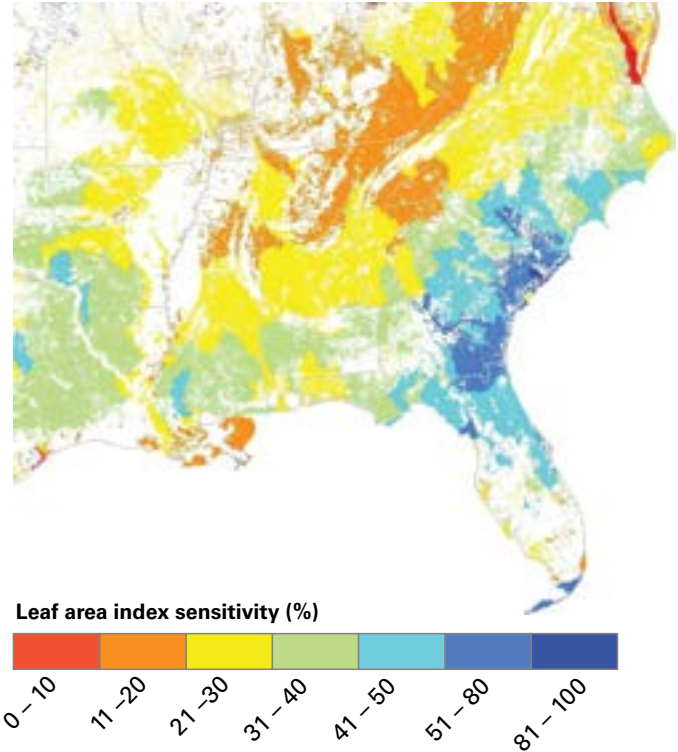 Leaf area index sensitivity (%)
0 – 10
11 –20
21 –30
31 – 40
41 – 50
51 – 80
81 – 100